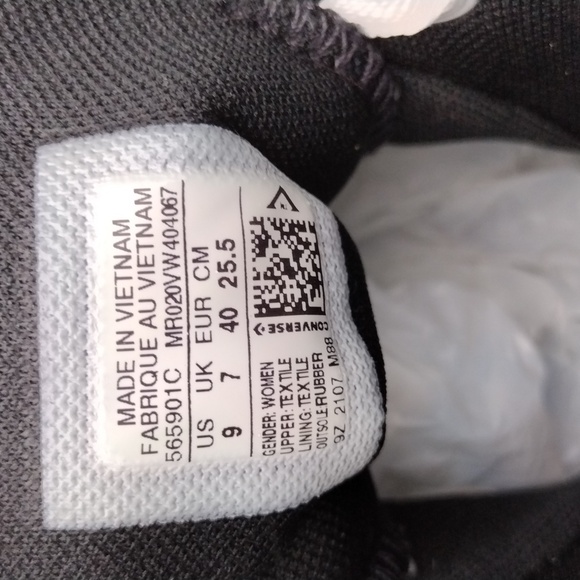 MADE IN VIETNAM
FABRIQUE AU VIETNAM
565901C MR020VW404067
US UK EUR CM
9 7 40 25.5
GENDER: WOMEN
UPPER: TEXTILE
LINING: TEXTILE
OUTSOLE RUBBER
9Z 2107 M88
CONVERSE